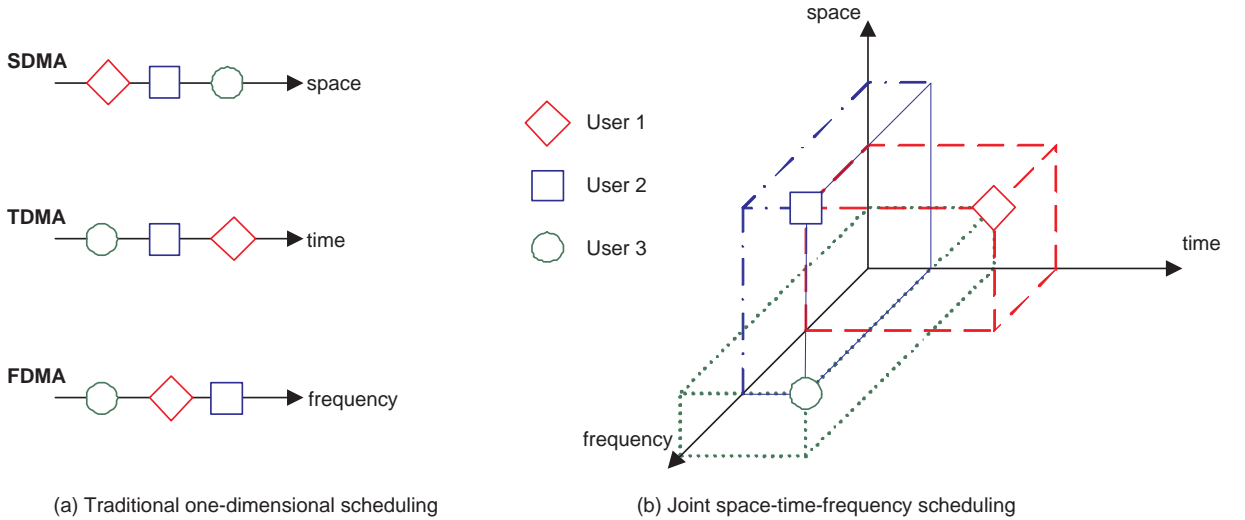 SDMA
space
TDMA
time
FDMA
frequency
User 1
User 2
User 3
space
time
frequency
(a) Traditional one-dimensional scheduling
(b) Joint space-time-frequency scheduling